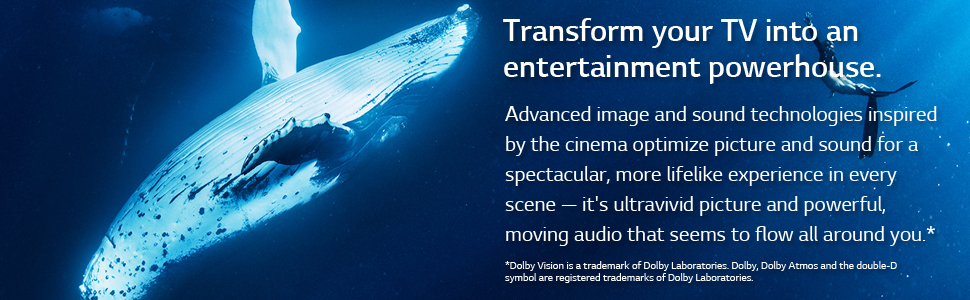 Transform your TV into an
entertainment powerhouse.
Advanced image and sound technologies inspired
by the cinema optimize picture and sound for a
spectacular, more lifelike experience in every
scene — it's ultravivid picture and powerful,
moving audio that seems to flow all around you.*
*Dolby Vision is a trademark of Dolby Laboratories. Dolby, Dolby Atmos and the double-D
symbol are registered trademarks of Dolby Laboratories.